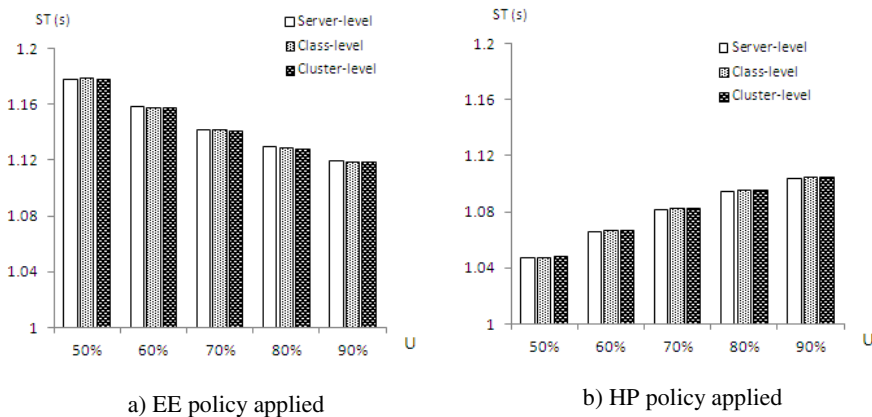 ST (s)
Server-level
Class-level
Cluster-level
1.2
1.16
1.12
1.08
1.04
1
50% 60% 70% 80% 90% U
a) EE policy applied
ST (s)
Server-level
Class-level
Cluster-level
1.2
1.16
1.12
1.08
1.04
1
50% 60% 70% 80% 90% U
b) HP policy applied